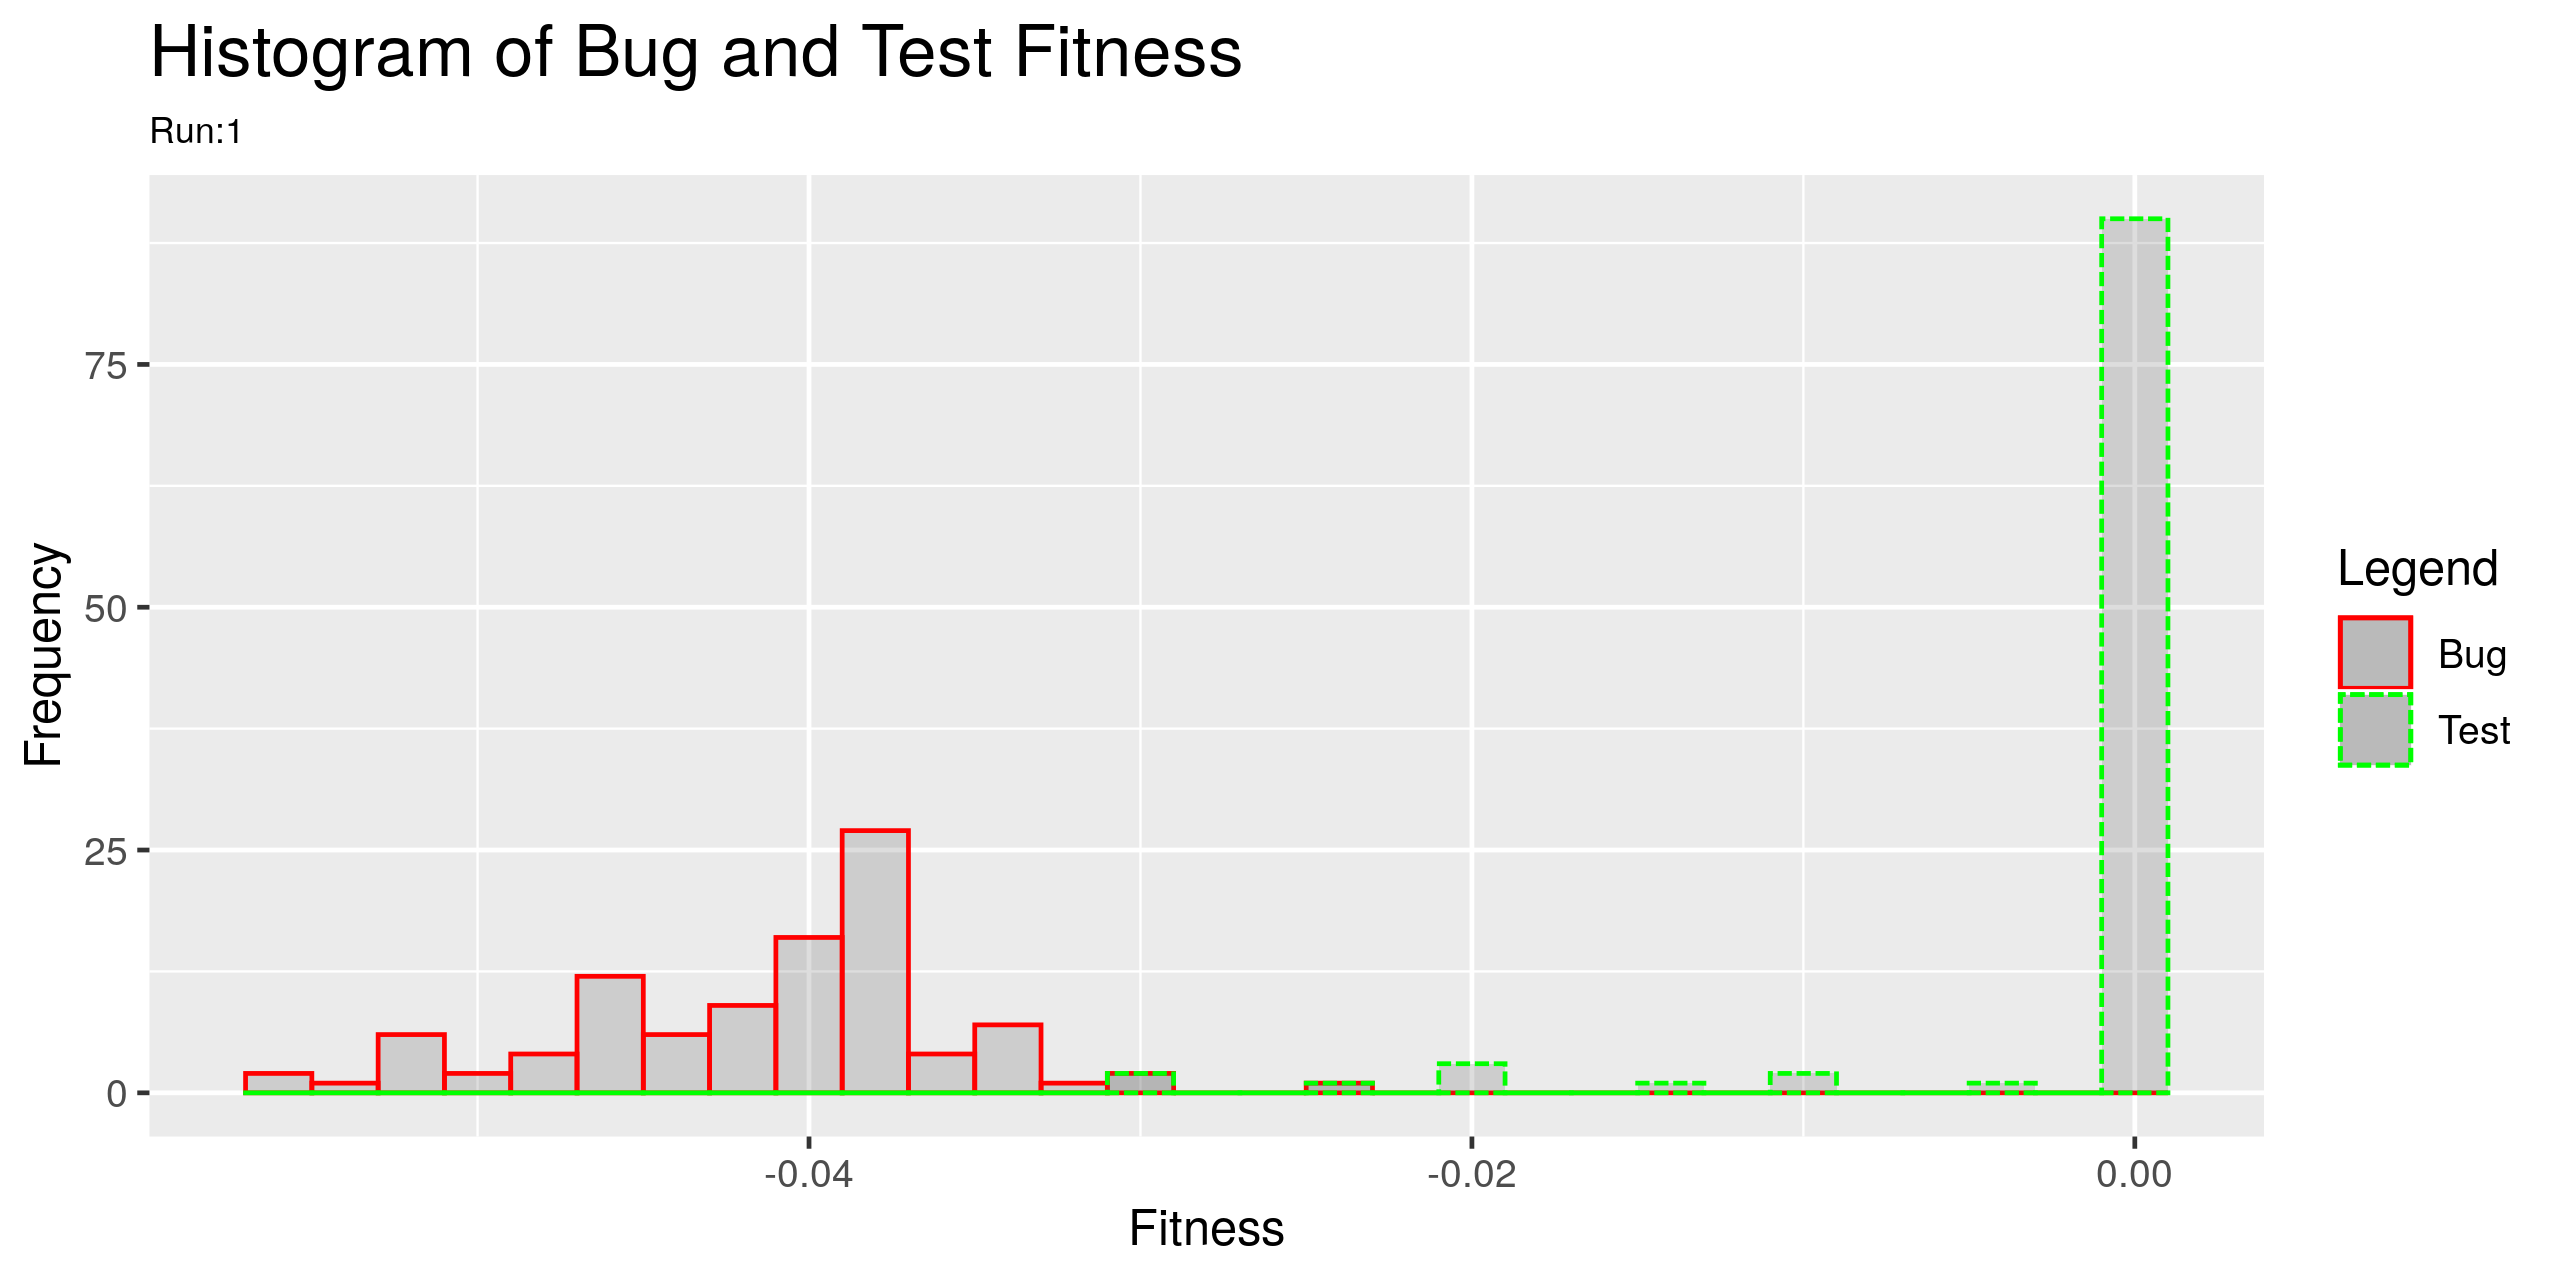 Histogram of Bug and Test Fitness
Run:1
Frequency
75
50
25
0
-0.04
-0.02
0.00
Fitness
Legend
Bug
Test